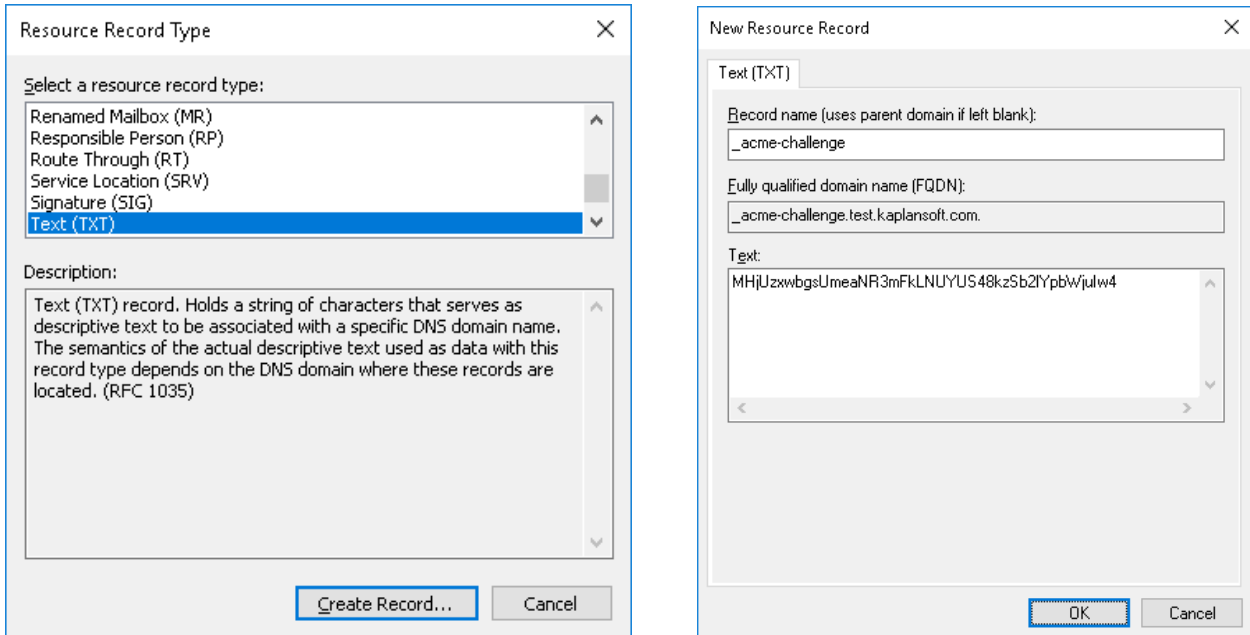 Resource Record Type
Select a resource record type:
Renamed Mailbox (MR)
Responsible Person (RP)
Route Through (RT)
Service Location (SRV)
Signature (SIG)
Text (TXT)
Description:
Text (TXT) record. Holds a string of characters that serves as
descriptive text to be associated with a specific DNS domain name.
The semantics of the actual descriptive text used as data with this
record type depends on the DNS domain where these records are
located. (RFC 1035)
Create Record...
Cancel
New Resource Record
Text (TXT)
Record name (uses parent domain if left blank):
_acme-challenge
Fully qualified domain name (FQDN):
_acme-challenge.test.kaplansoft.com.
Text:
OK
Cancel